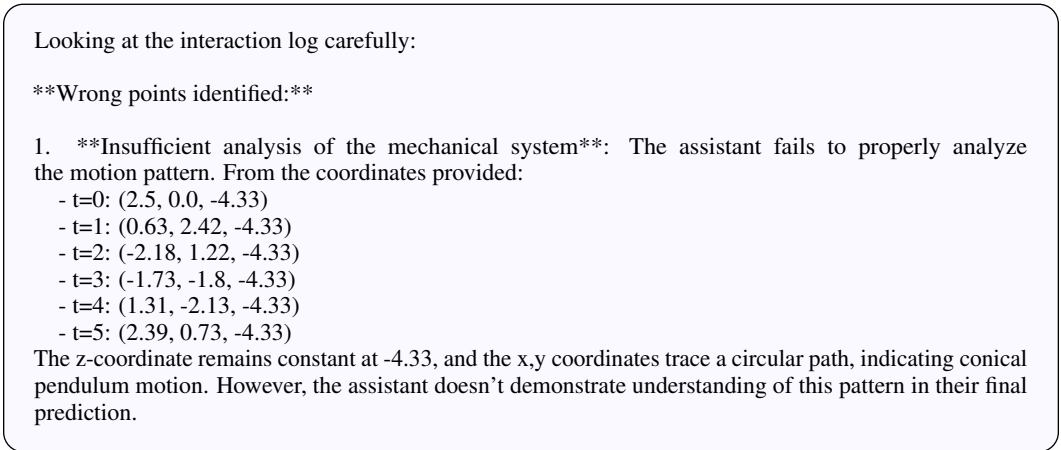 Looking at the interaction log carefully:
**Wrong points identified:**
1. **Insufficient analysis of the mechanical system**: The assistant fails to properly analyze
the motion pattern. From the coordinates provided:
- t=0: (2.5, 0.0, -4.33)
- t=1: (0.63, 2.42, -4.33)
- t=2: (-2.18, 1.22, -4.33)
- t=3: (-1.73, -1.8, -4.33)
- t=4: (1.31, -2.13, -4.33)
- t=5: (2.39, 0.73, -4.33)
The z-coordinate remains constant at -4.33, and the x,y coordinates trace a circular path, indicating conical
pendulum motion. However, the assistant doesn't demonstrate understanding of this pattern in their final
prediction.